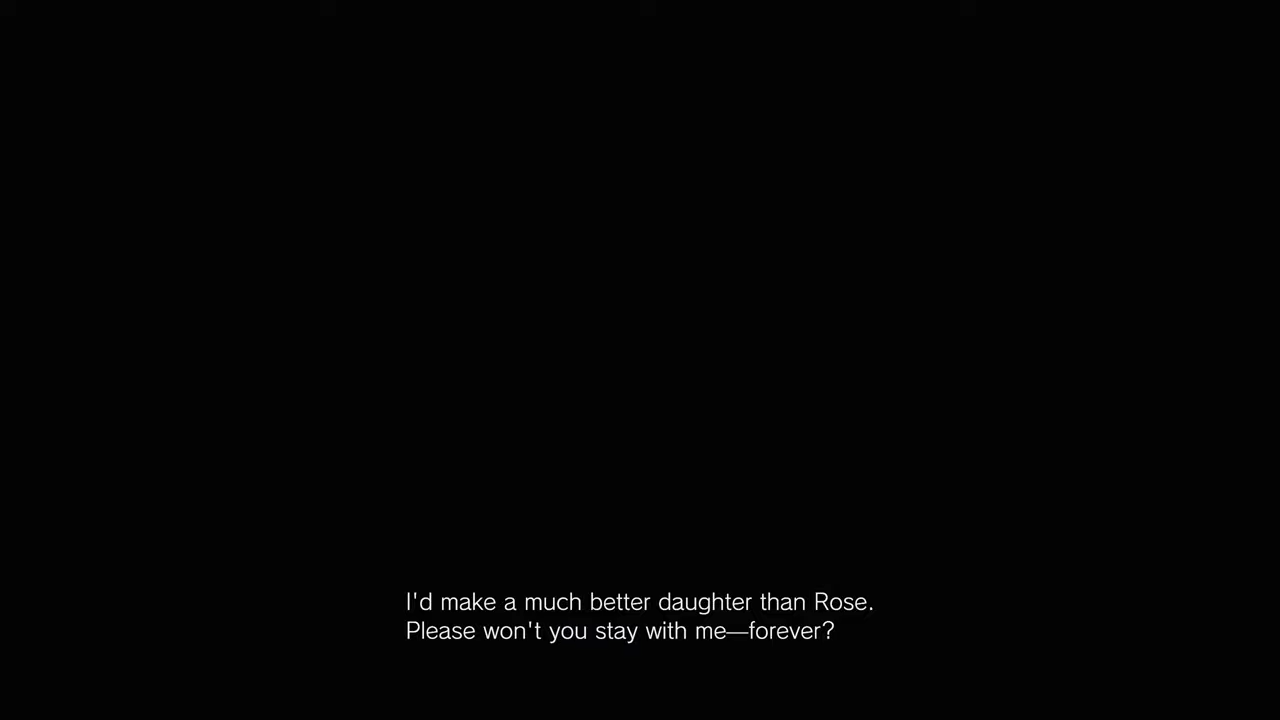 I'd make a much better daughter than Rose.
Please won't you stay with me—forever?